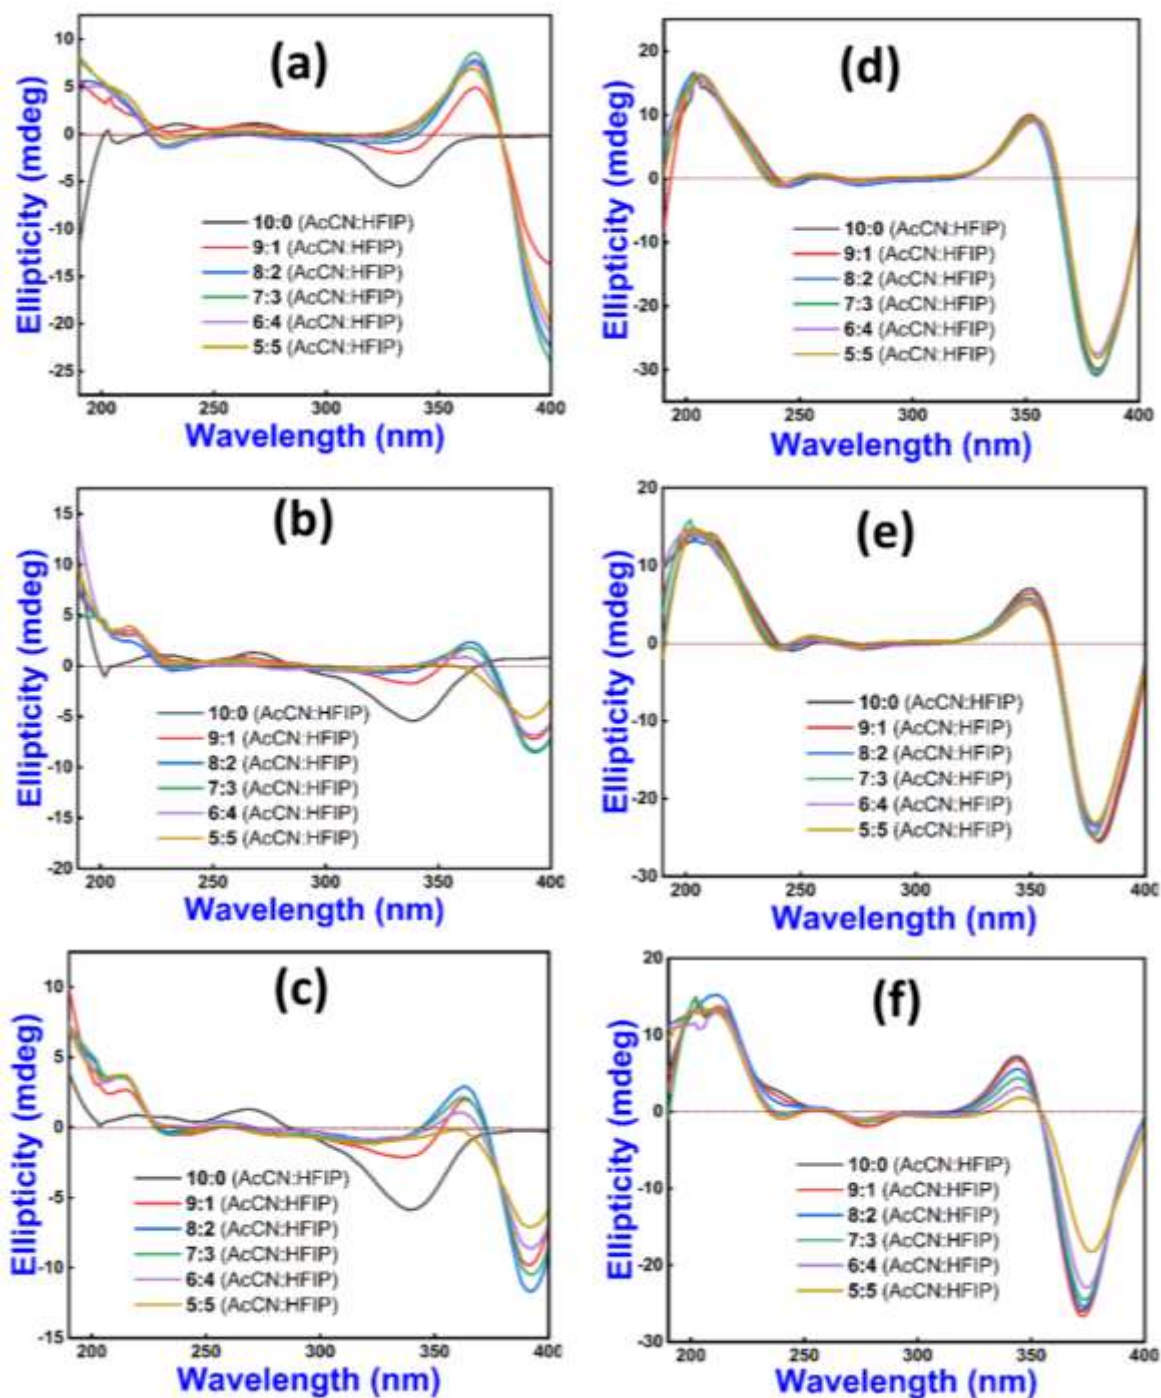 (a)
Ellipticity (mdeg)
10
5
0
-5
-10
-15
-20
-25
10:0 (AcCN:HFIP)
9:1 (AcCN:HFIP)
8:2 (AcCN:HFIP)
7:3 (AcCN:HFIP)
6:4 (AcCN:HFIP)
5:5 (AcCN:HFIP)
200 250 300 350 400
Wavelength (nm)
(d)
Ellipticity (mdeg)
20
10
0
-10
-20
-30
10:0 (AcCN:HFIP)
9:1 (AcCN:HFIP)
8:2 (AcCN:HFIP)
7:3 (AcCN:HFIP)
6:4 (AcCN:HFIP)
5:5 (AcCN:HFIP)
200 250 300 350 400
Wavelength (nm)
(b)
Ellipticity (mdeg)
15
10
5
0
-5
-10
-15
-20
10:0 (AcCN:HFIP)
9:1 (AcCN:HFIP)
8:2 (AcCN:HFIP)
7:3 (AcCN:HFIP)
6:4 (AcCN:HFIP)
5:5 (AcCN:HFIP)
200 250 300 350 400
Wavelength (nm)
(e)
Ellipticity (mdeg)
20
10
0
-10
-20
-30
10:0 (AcCN:HFIP)
9:1 (AcCN:HFIP)
8:2 (AcCN:HFIP)
7:3 (AcCN:HFIP)
6:4 (AcCN:HFIP)
5:5 (AcCN:HFIP)
200 250 300 350 400
Wavelength (nm)
(c)
Ellipticity (mdeg)
10
5
0
-5
-10
-15
10:0 (AcCN:HFIP)
9:1 (AcCN:HFIP)
8:2 (AcCN:HFIP)
7:3 (AcCN:HFIP)
6:4 (AcCN:HFIP)
5:5 (AcCN:HFIP)
200 250 300 350 400
Wavelength (nm)
(f)
Ellipticity (mdeg)
20
10
0
-10
-20
-30
10:0 (AcCN:HFIP)
9:1 (AcCN:HFIP)
8:2 (AcCN:HFIP)
7:3 (AcCN:HFIP)
6:4 (AcCN:HFIP)
5:5 (AcCN:HFIP)
200 250 300 350 400
Wavelength (nm)